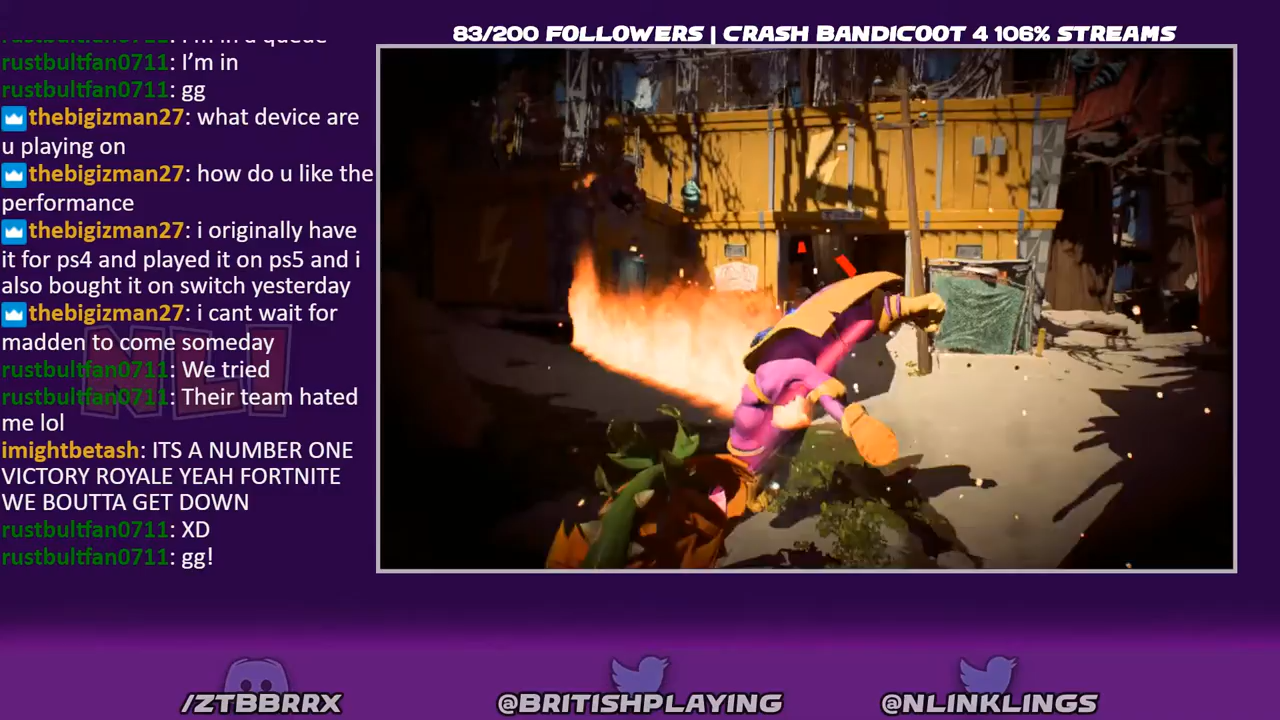 83/200 FOLLOWERS | CRASH BANDICOOT 4 106% STREAMS
rustbultfan0711: I'm in a queue
rustbultfan0711: I'm in
rustbultfan0711: gg
thebigizman27: what device are
u playing on
thebigizman27: how do u like the
performance
thebigizman27: i originally have
it for ps4 and played it on ps5 and i
also bought it on switch yesterday
thebigizman27: i cant wait for
madden to come someday
rustbultfan0711: We tried
rustbultfan0711: Their team hated
me lol
imightbetash: ITS A NUMBER ONE
VICTORY ROYALE YEAH FORTNITE
WE BOUTTA GET DOWN
rustbultfan0711: XD
rustbultfan0711: gg!
NLI
/ZTBBRRX
@BRITISHPLAYING
@NLINKLINGS